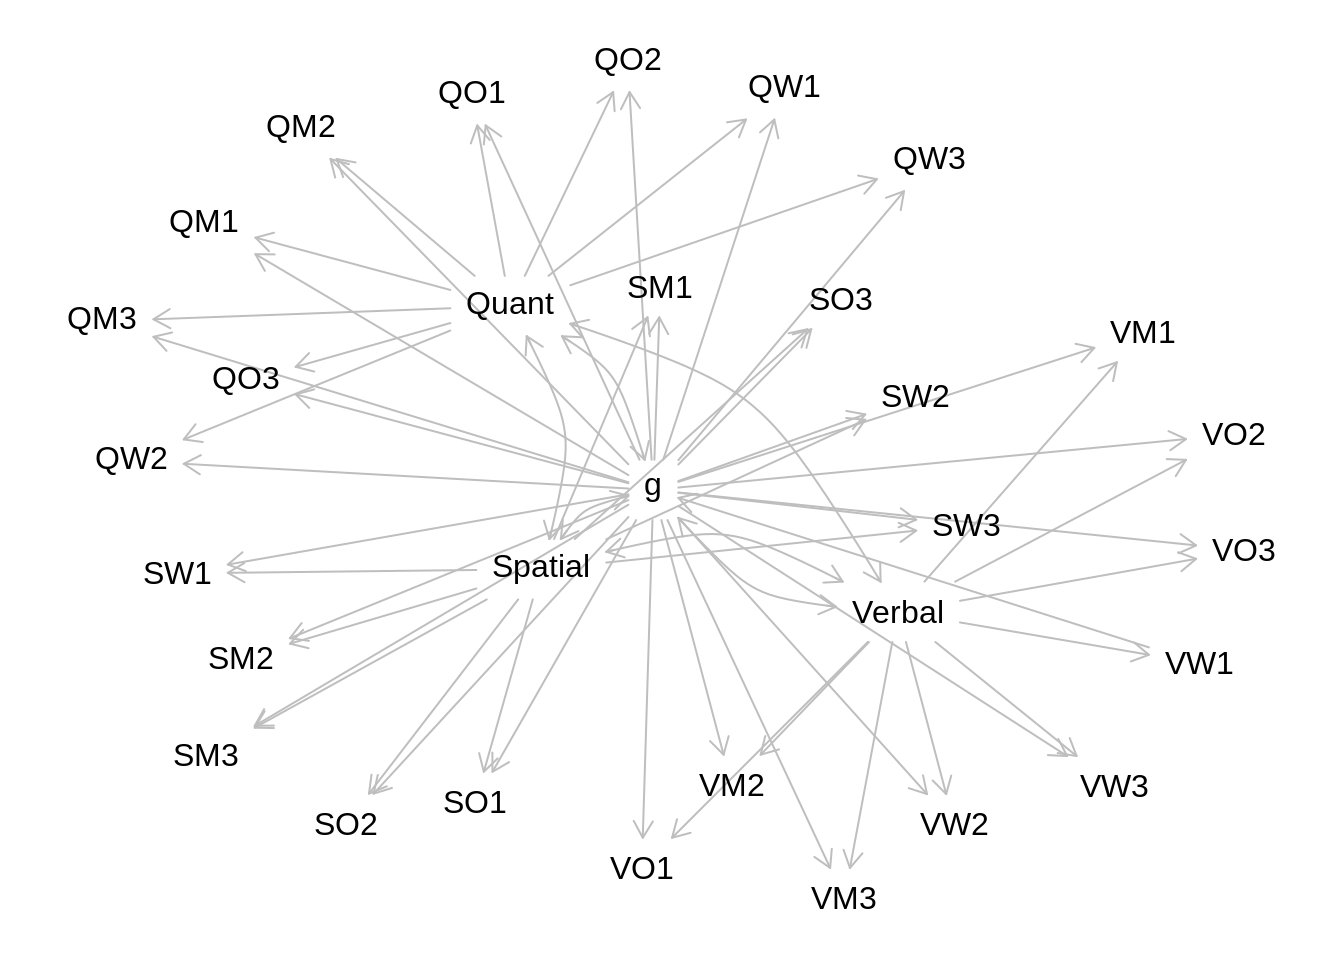 QO2
QW1
QO1
QM2
QW3
QM1
SM1
SO3
Quant
QM3
VM1
QO3
SW2
VO2
QW2
g
SW3
VO3
Spatial
SW1
Verbal
SM2
VW1
SM3
VM2
VW3
SO1
SO2
VW2
VO1
VM3